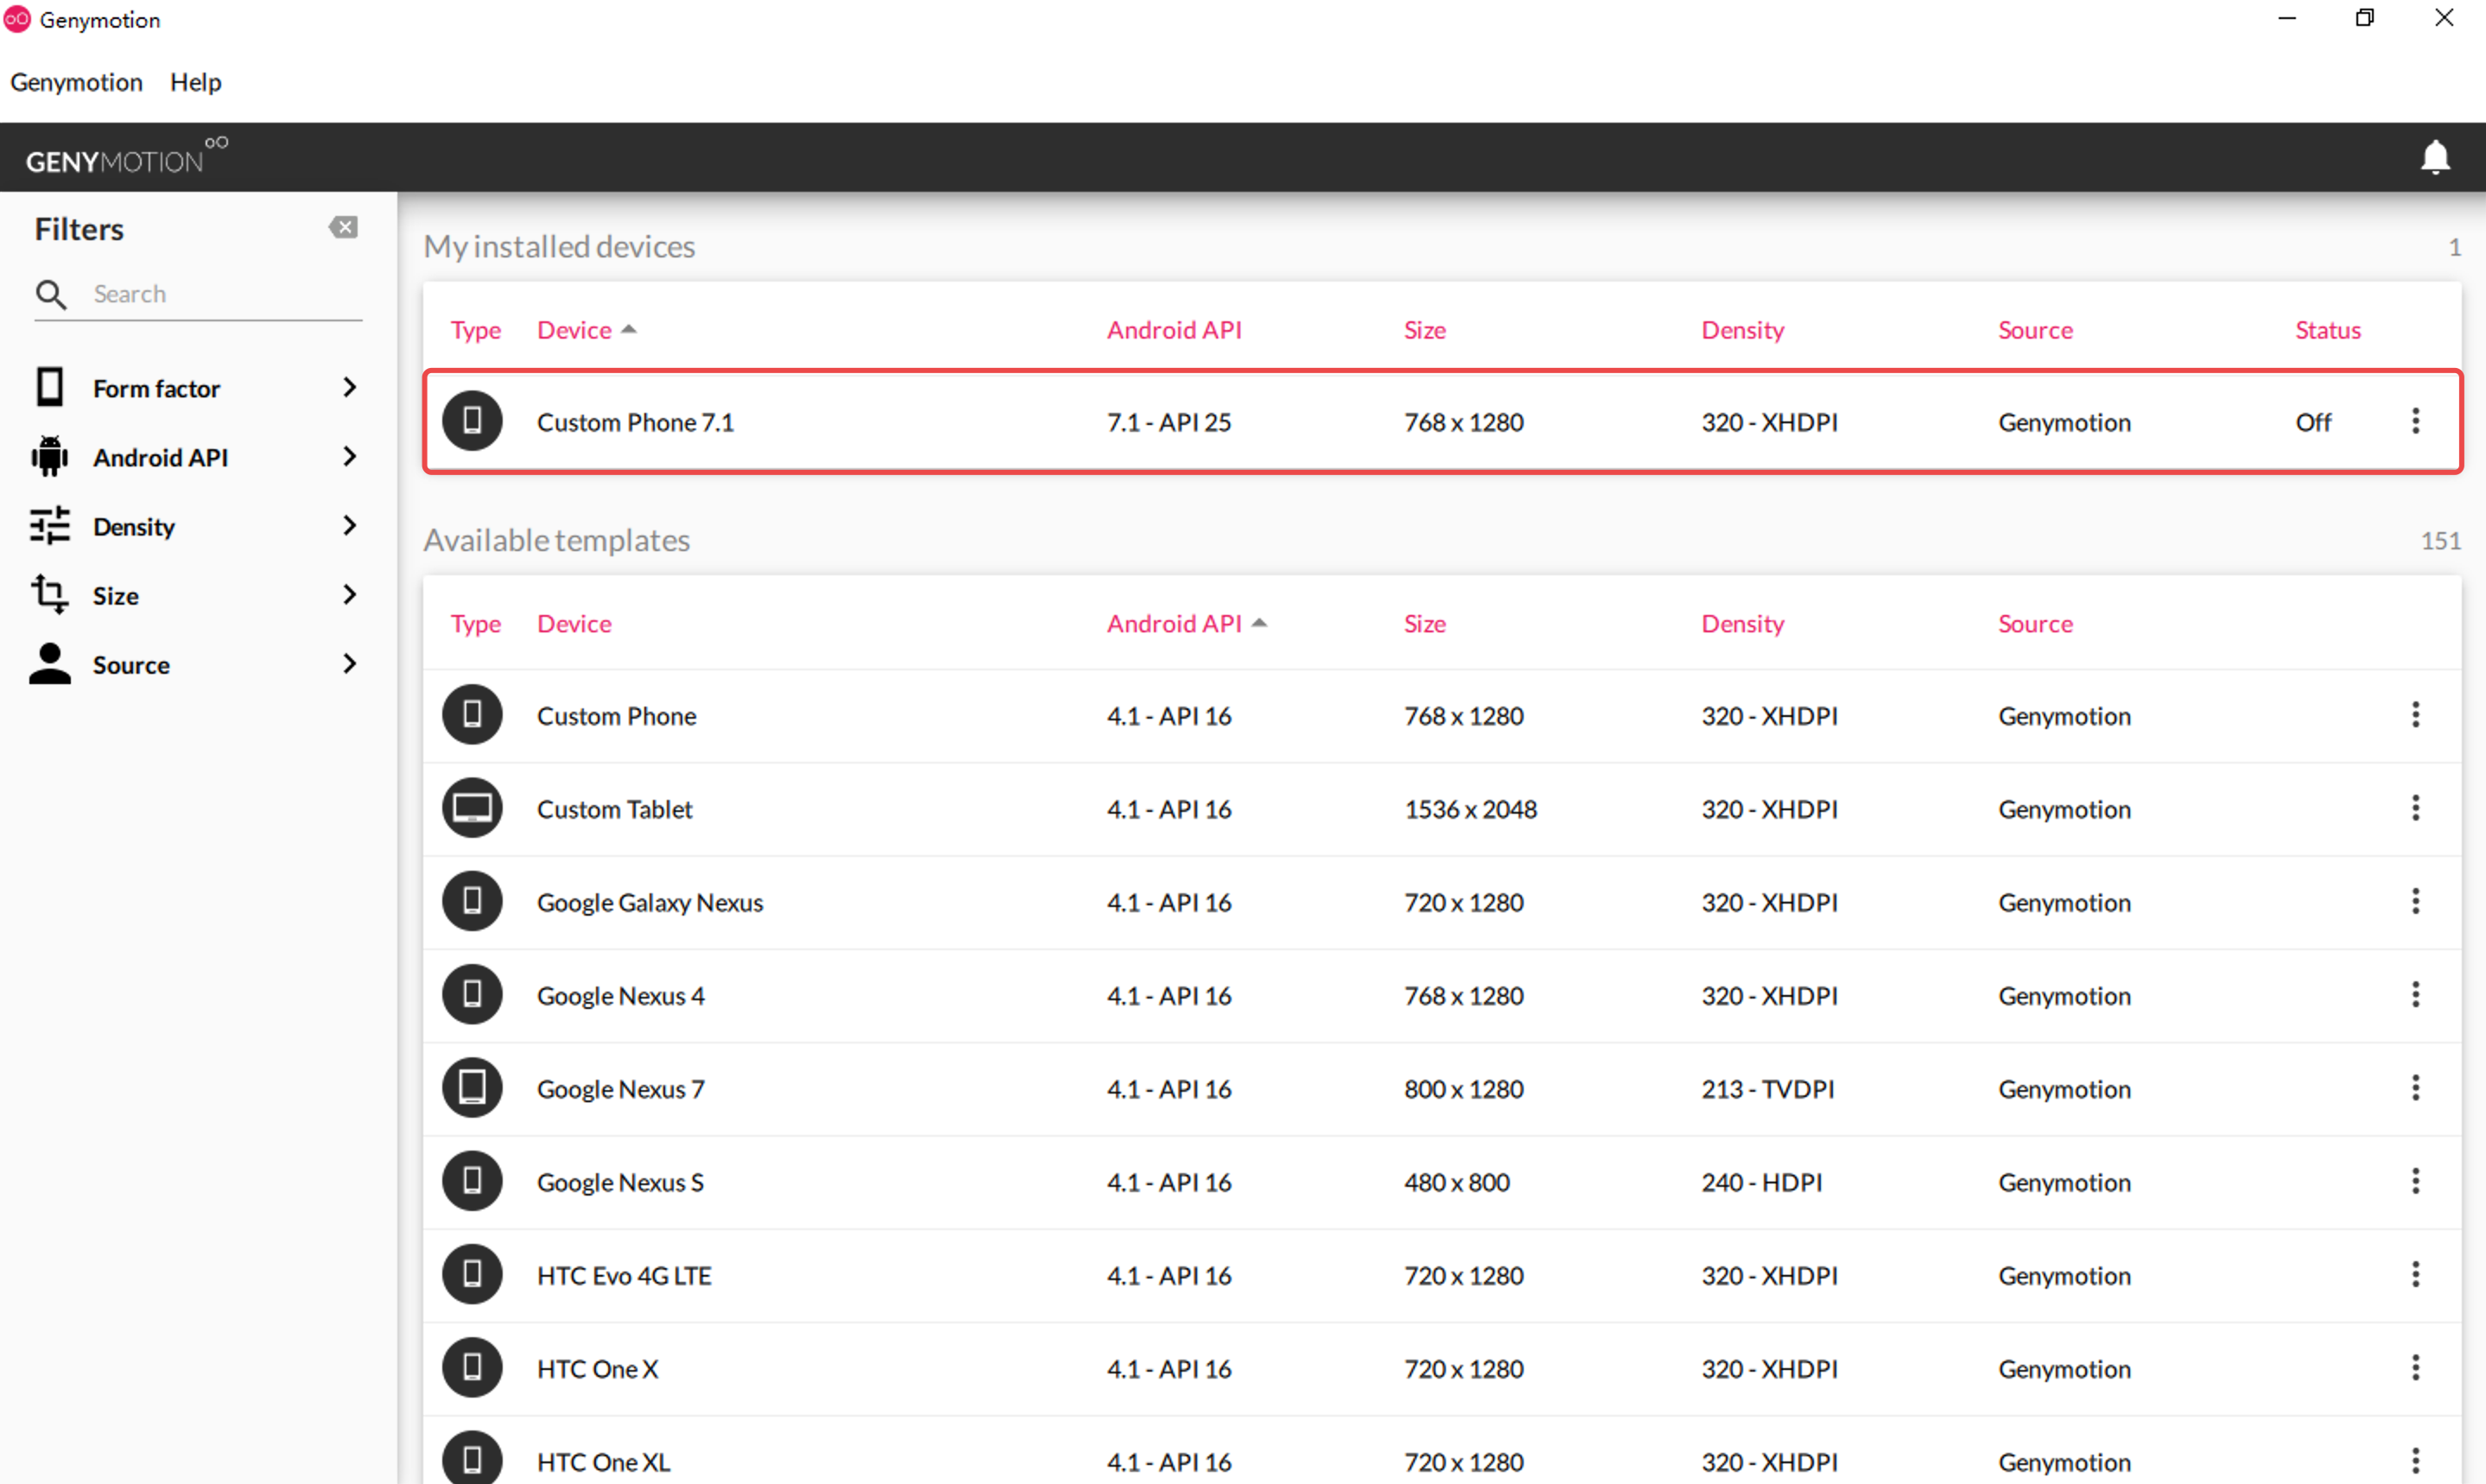 Genymotion
Genymotion Help
GENYMOTION
Filters
Search
Form factor
Android API
Density
Size
Source
My installed devices 1
Type Device Android API Size Density Source Status
Custom Phone 7.1 7.1 - API 25 768 x 1280 320 - XHDPI Genymotion Off
Available templates 151
Type Device Android API Size Density Source
Custom Phone 4.1 - API 16 768 x 1280 320 - XHDPI Genymotion
Custom Tablet 4.1 - API 16 1536 x 2048 320 - XHDPI Genymotion
Google Galaxy Nexus 4.1 - API 16 720 x 1280 320 - XHDPI Genymotion
Google Nexus 4 4.1 - API 16 768 x 1280 320 - XHDPI Genymotion
Google Nexus 7 4.1 - API 16 800 x 1280 213 - TVDPI Genymotion
Google Nexus S 4.1 - API 16 480 x 800 240 - HDPI Genymotion
HTC Evo 4G LTE 4.1 - API 16 720 x 1280 320 - XHDPI Genymotion
HTC One X 4.1 - API 16 720 x 1280 320 - XHDPI Genymotion
HTC One XL 4.1 - API 16 720 x 1280 320 - XHDPI Genymotion